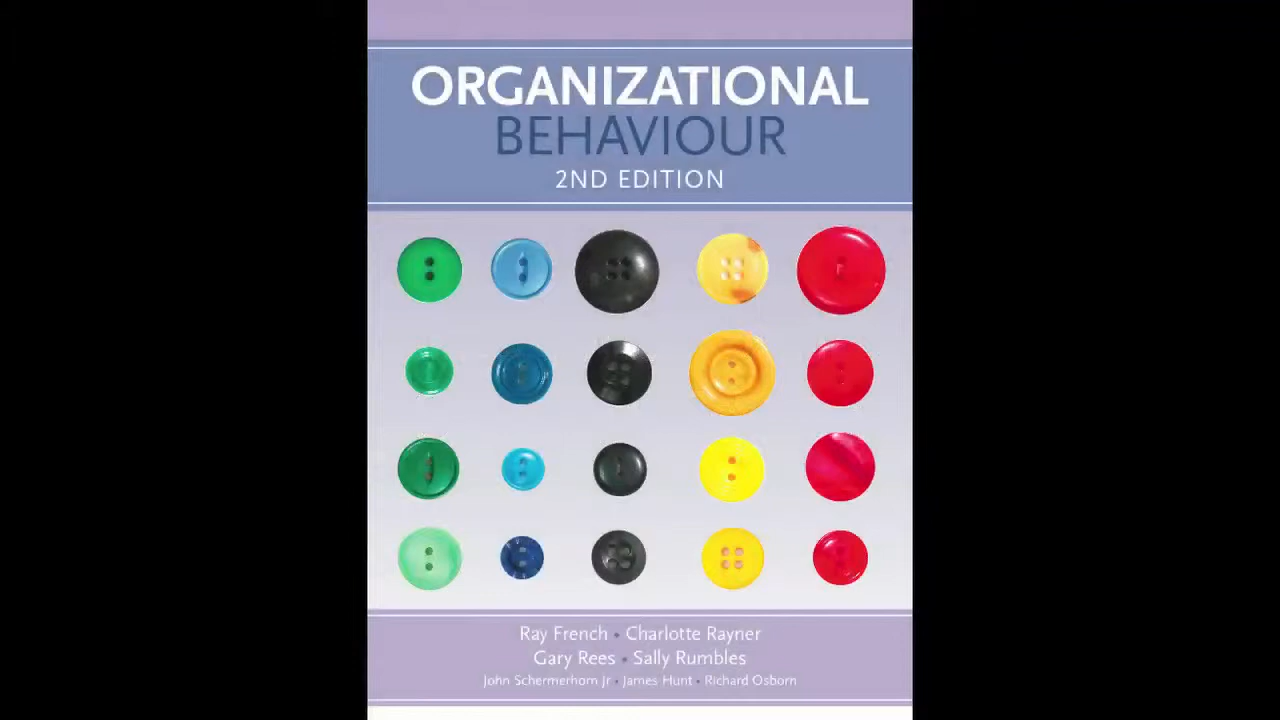 ORGANIZATIONAL
BEHAVIOUR
2ND EDITION
Ray French • Charlotte Rayner
Gary Rees • Sally Rumbles
John Schermerhorn Jr • James Hunt • Richard Osborn